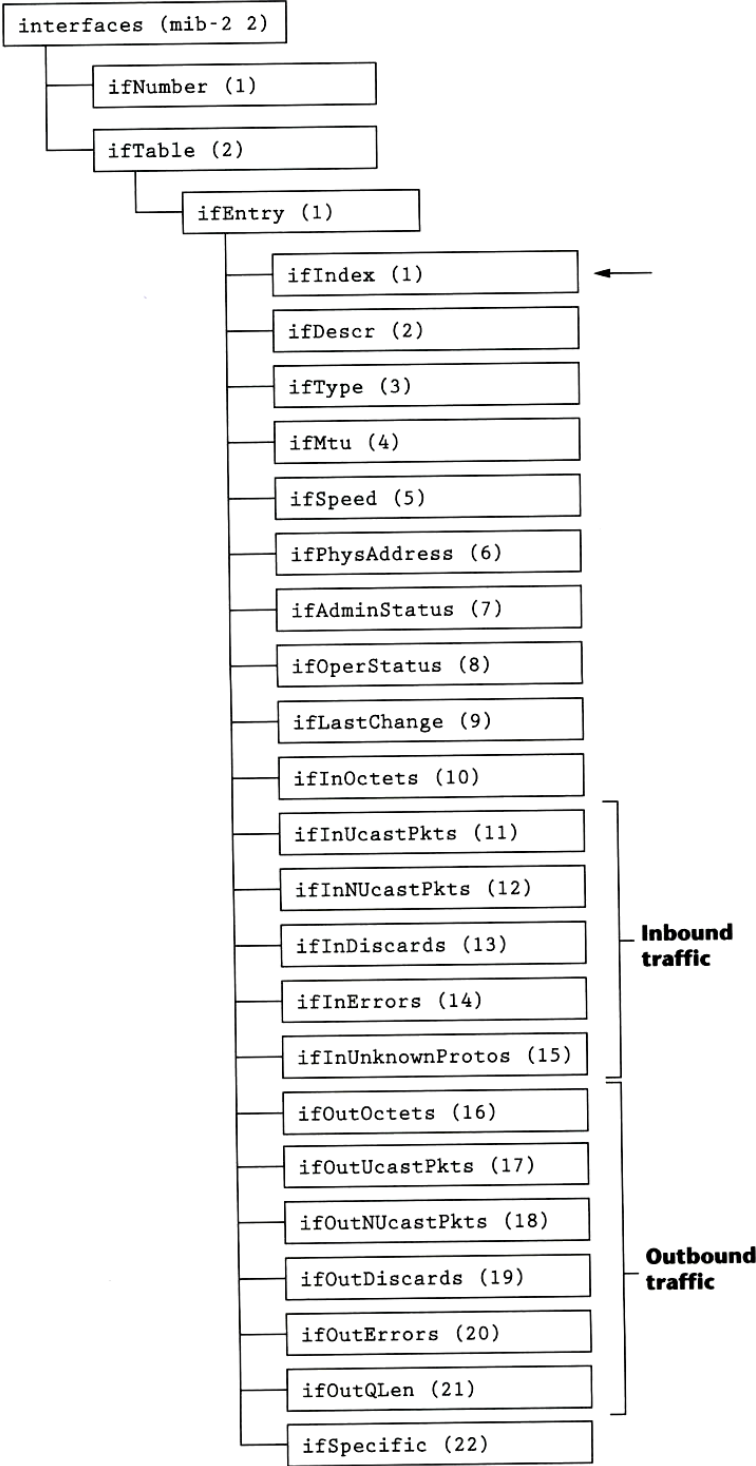 interfaces (mib-2 2)
ifNumber (1)
ifTable (2)
ifEntry (1)
ifIndex (1)
ifDescr (2)
ifType (3)
ifMtu (4)
ifSpeed (5)
ifPhysAddress (6)
ifAdminStatus (7)
ifOperStatus (8)
ifLastChange (9)
ifInOctets (10)
ifInUcastPkts (11)
ifInNUcastPkts (12)
ifInDiscards (13)
ifInErrors (14)
ifInUnknownProtos (15)
Inbound
traffic
ifOutOctets (16)
ifOutUcastPkts (17)
ifOutNUcastPkts (18)
ifOutDiscards (19)
ifOutErrors (20)
ifOutQLen (21)
Outbound
traffic
ifSpecific (22)